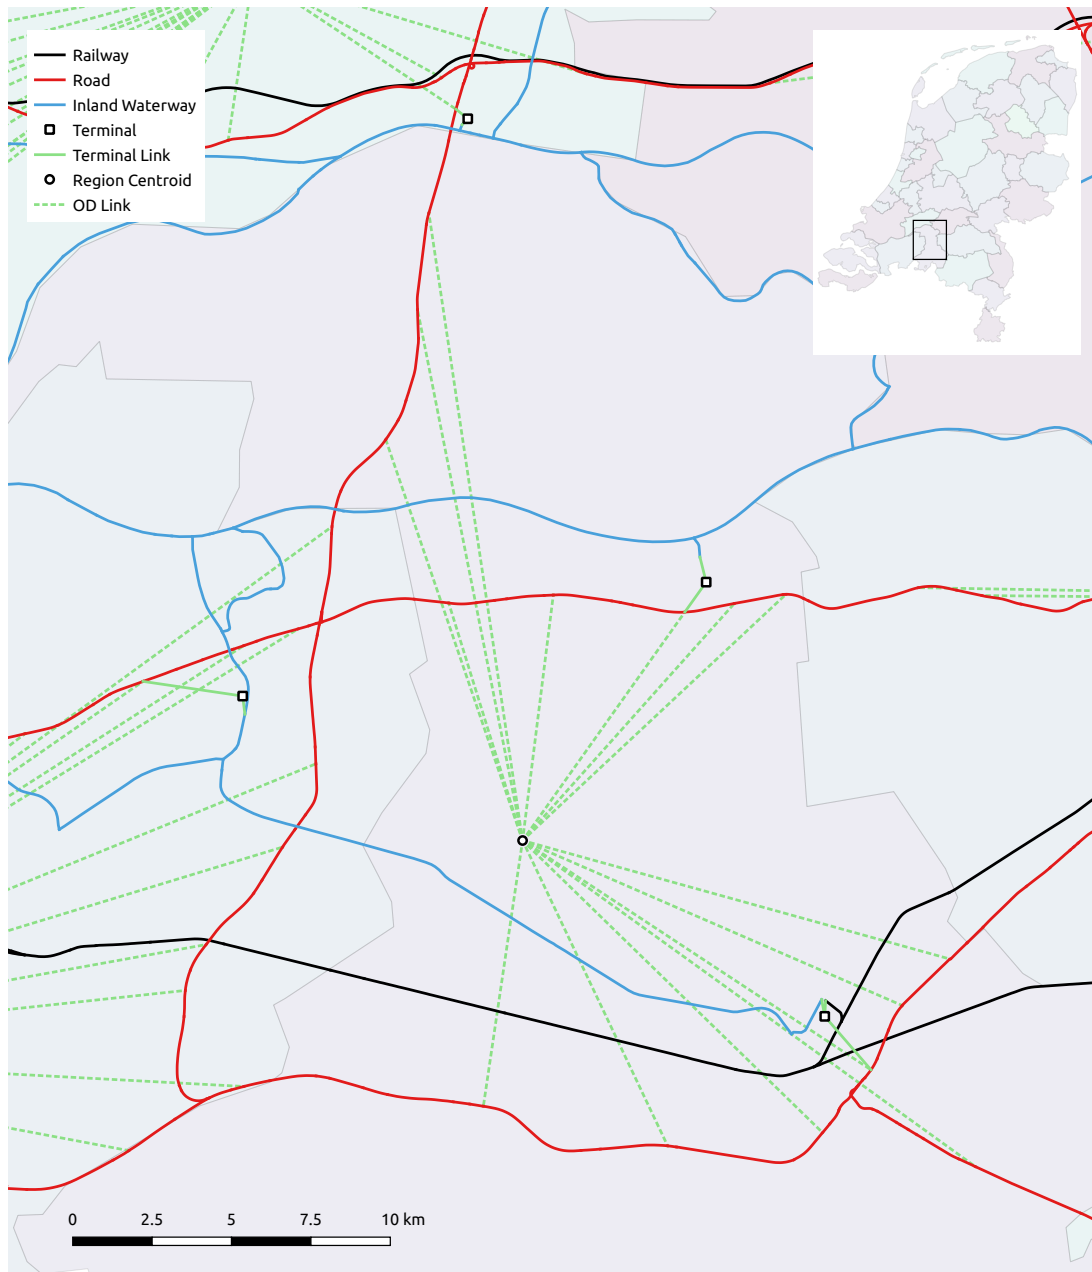 Railway
Road
Inland Waterway
Terminal
Terminal Link
Region Centroid
OD Link
0 2.5 5 7.5 10 km